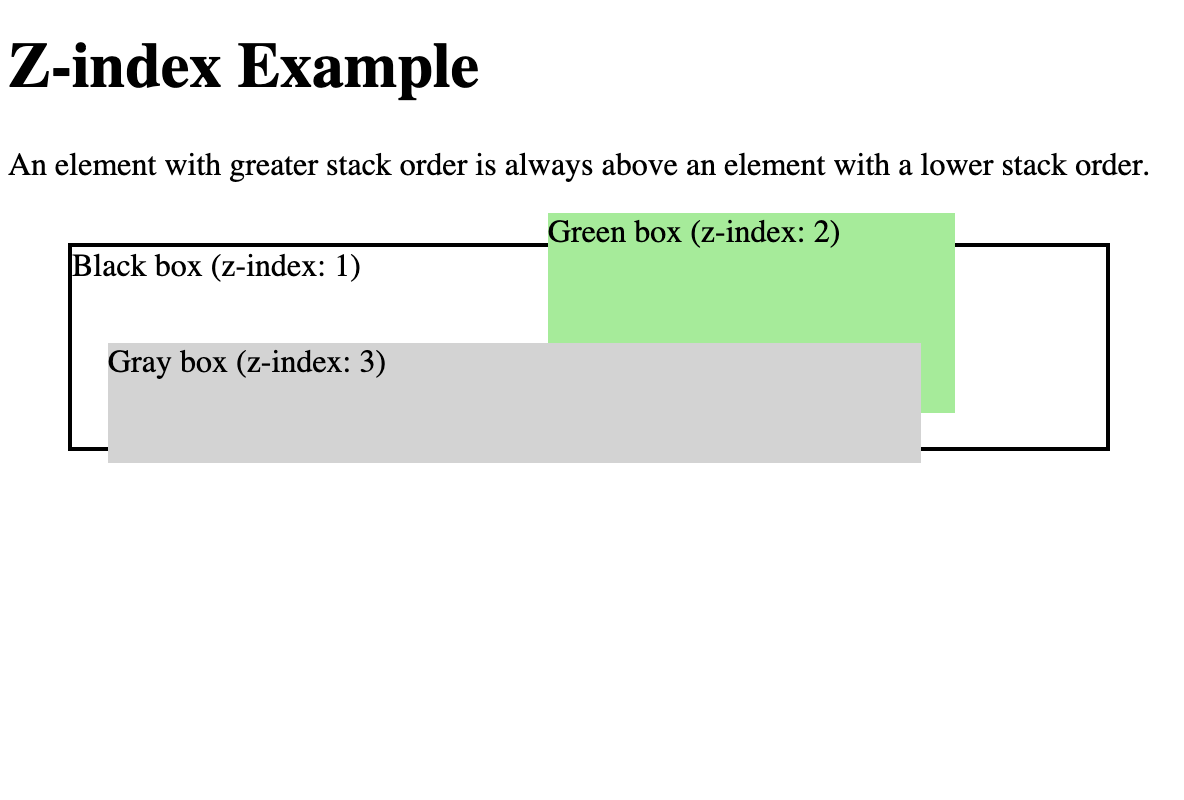 Z-index Example
An element with greater stack order is always above an element with a lower stack order.
Green box (z-index: 2)
Black box (z-index: 1)
Gray box (z-index: 3)